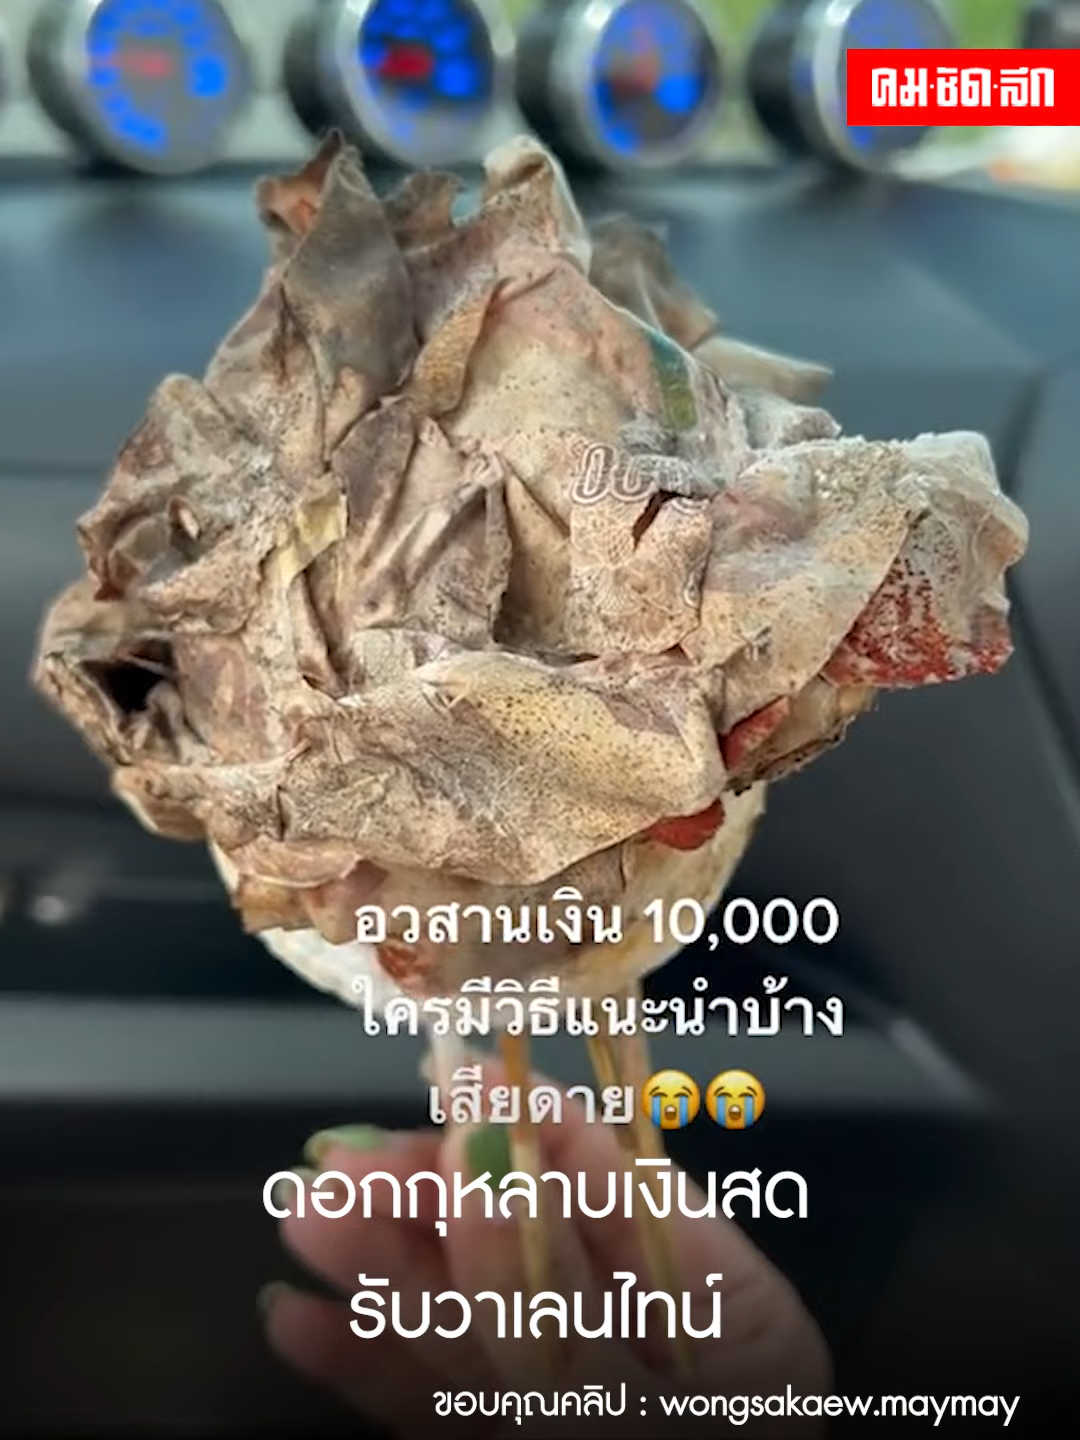 คม·ชัด·ลึก
อวสานเงิน 10,000
ใครมีวิธีแนะนำบ้าง
เสียดาย😭😭
ดอกกุหลาบเงินสด
รับวาเลนไทน์
ขอบคุณคลิป : wongsakaew.maymay